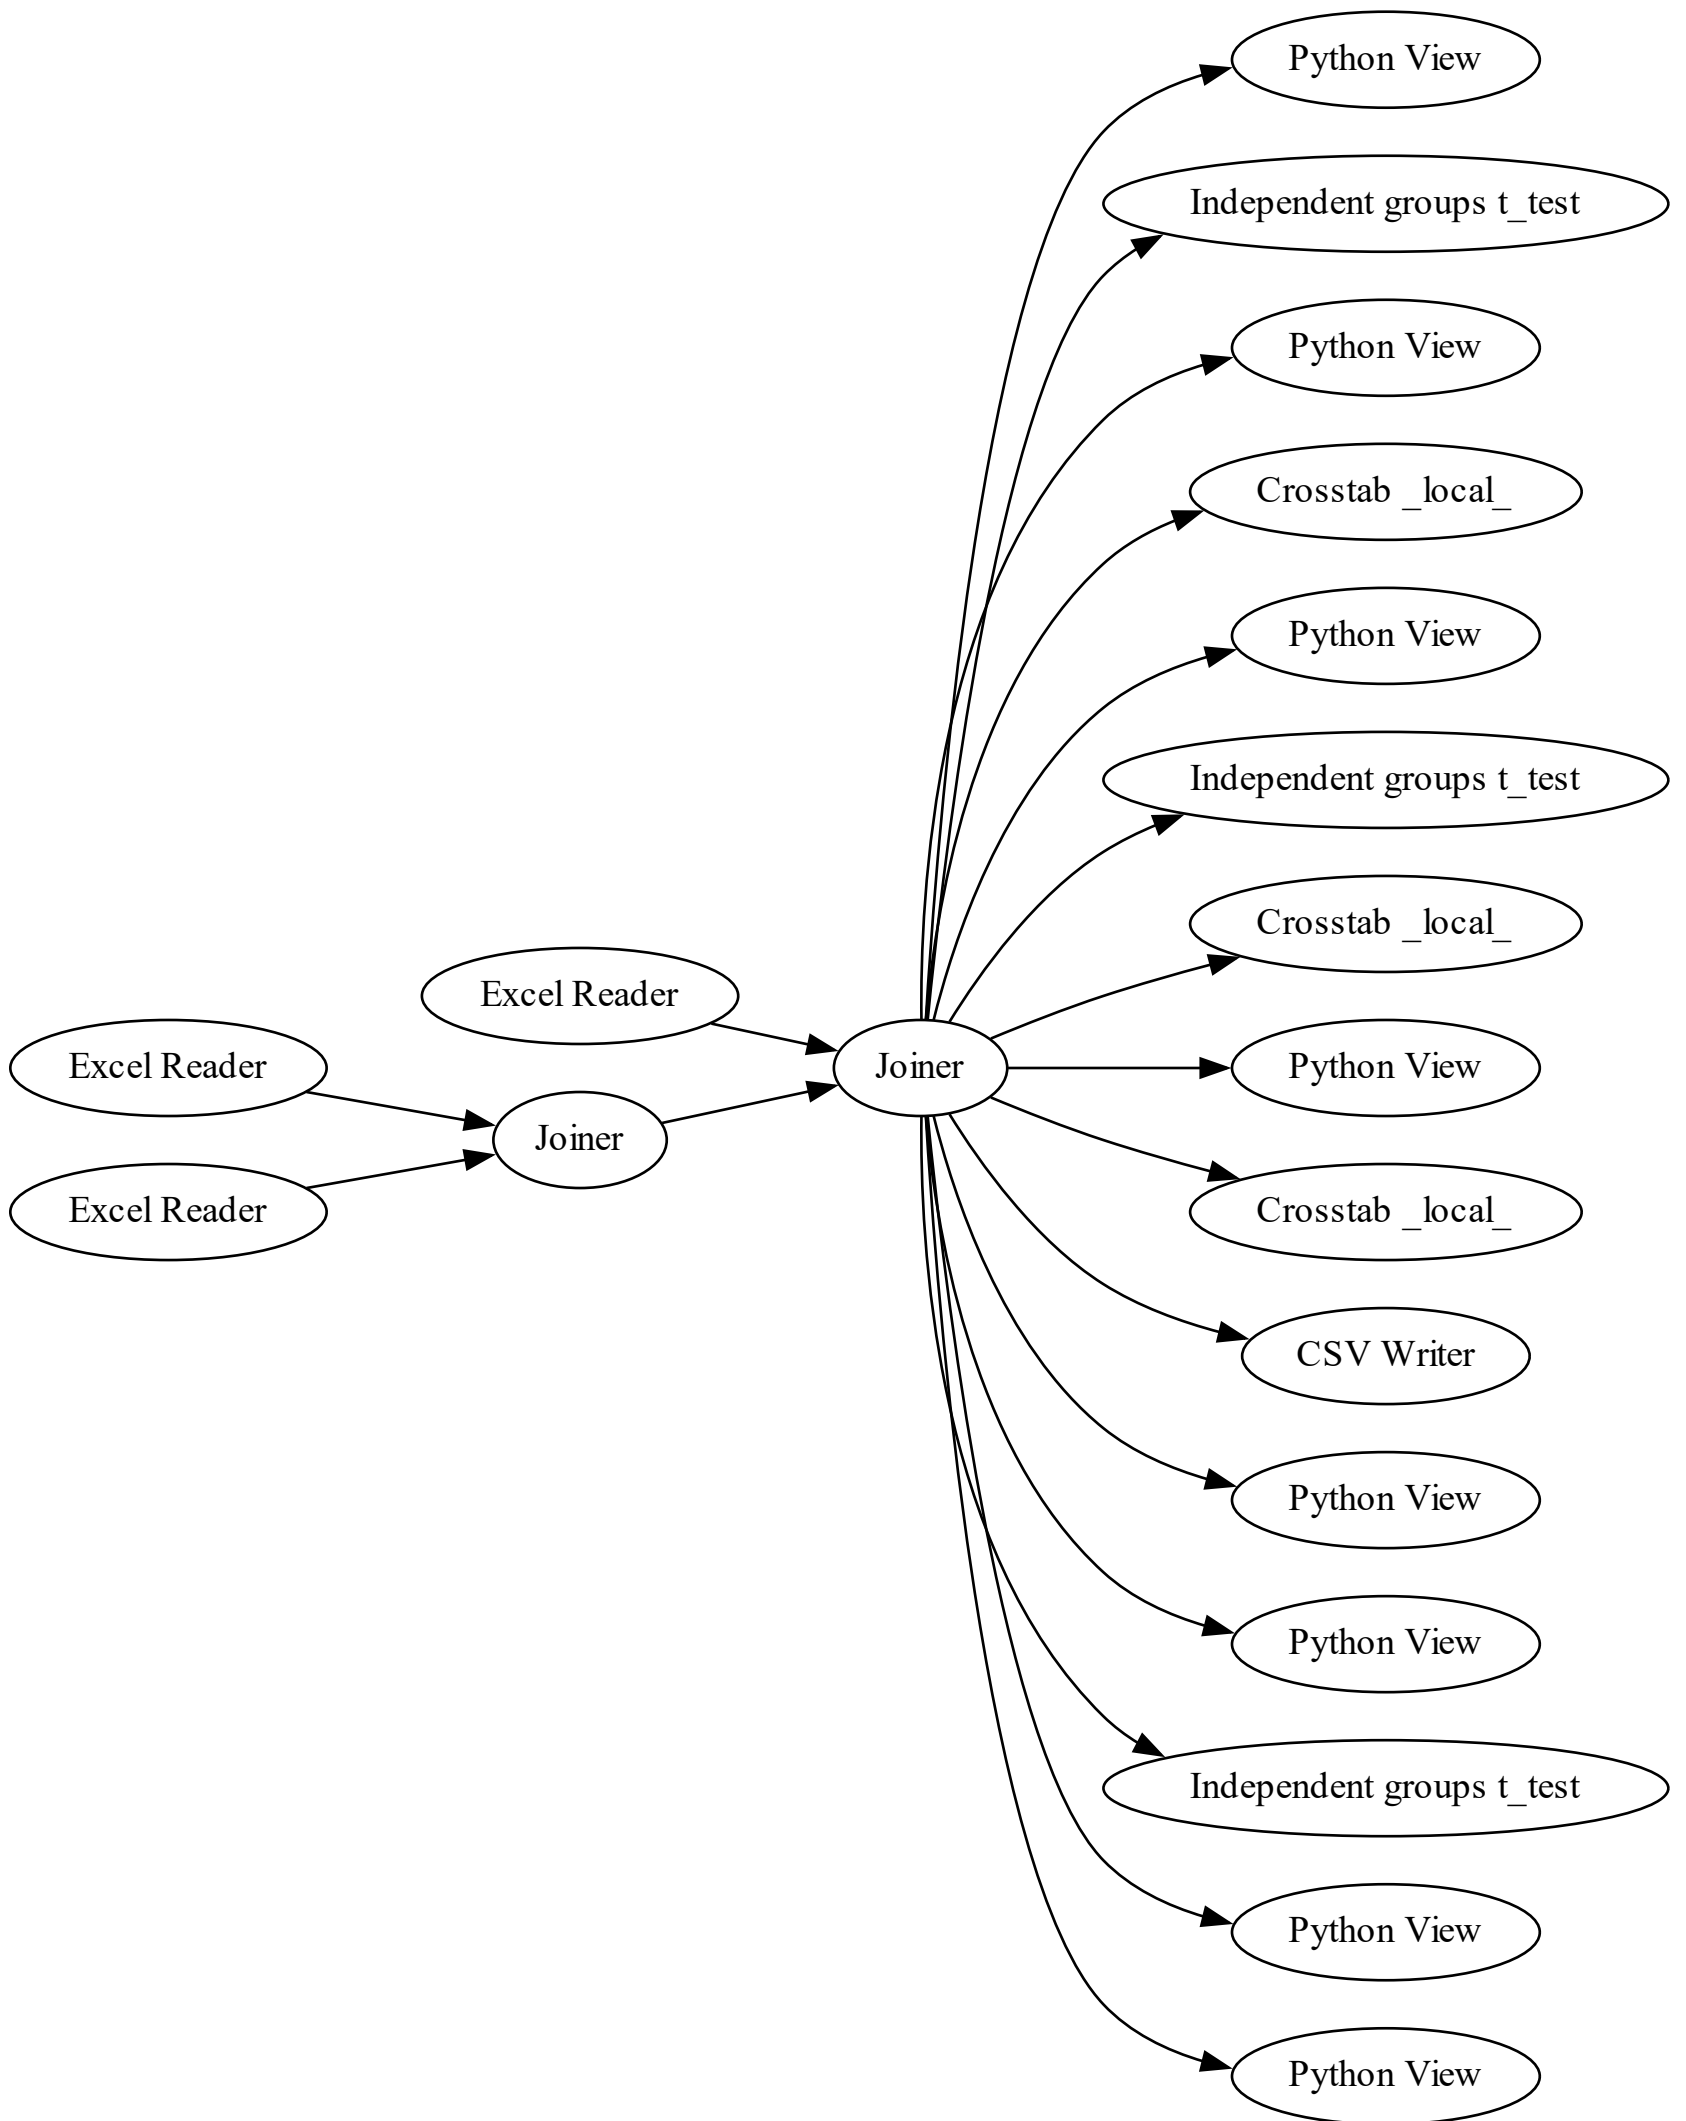 Python View
Independent groups t_test
Python View
Crosstab _local_
Python View
Independent groups t_test
Crosstab _local_
Excel Reader
Excel Reader
Joiner
Python View
Joiner
Excel Reader
Crosstab _local_
CSV Writer
Python View
Python View
Independent groups t_test
Python View
Python View